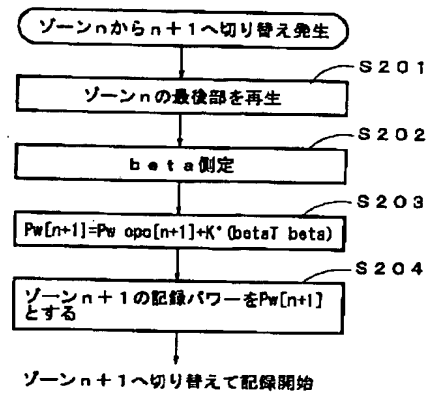 ゾーンnからn+1へ切り替え発生
S201
ゾーンnの最後部を再生
S202
beta測定
S203
Pw[n+1]=Pw opc[n+1]+K*(betaT beta)
S204
ゾーンn+1の記録パワーをPw[n+1]
とする
ゾーンn+1へ切り替えて記録開始